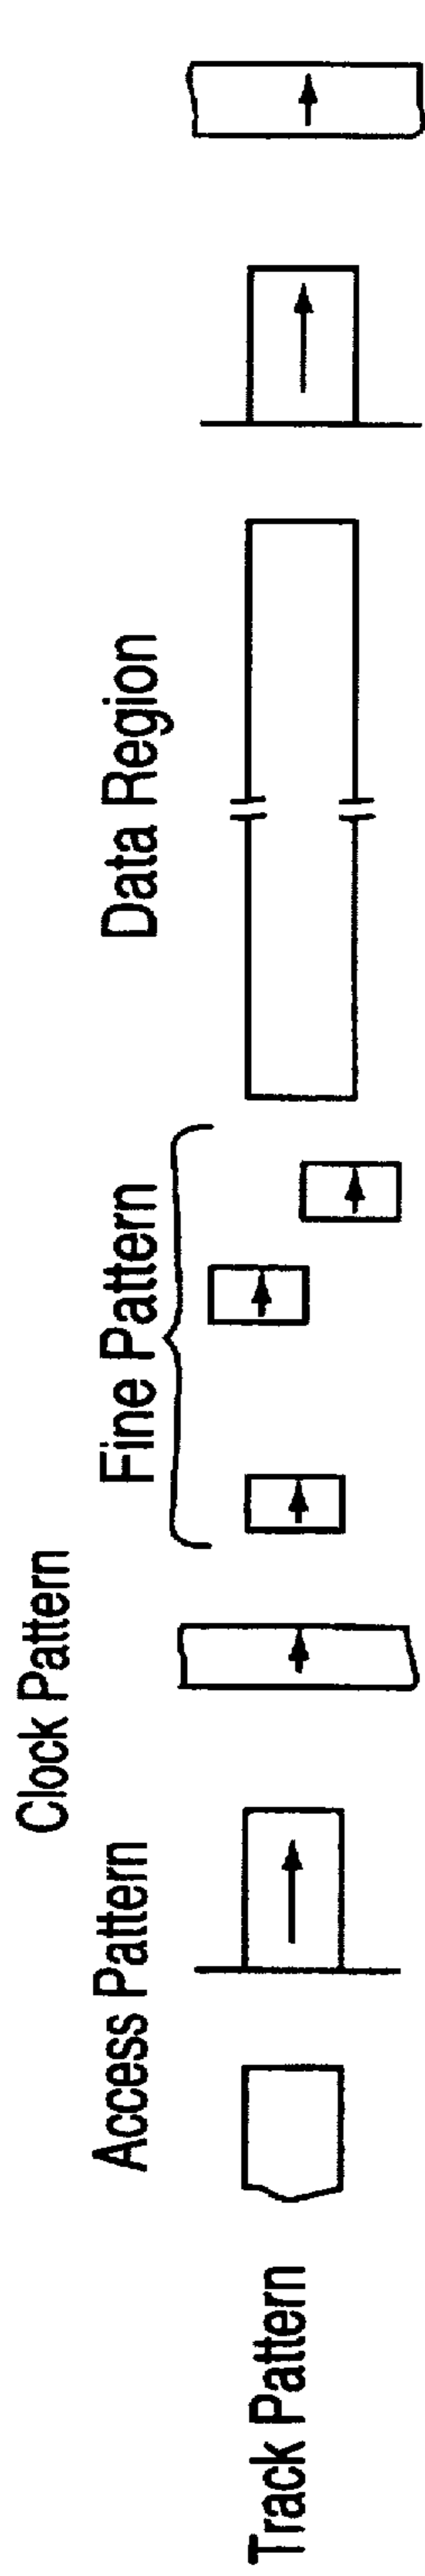 Track Pattern
Access Pattern
Clock Pattern
Fine Pattern
Data Region